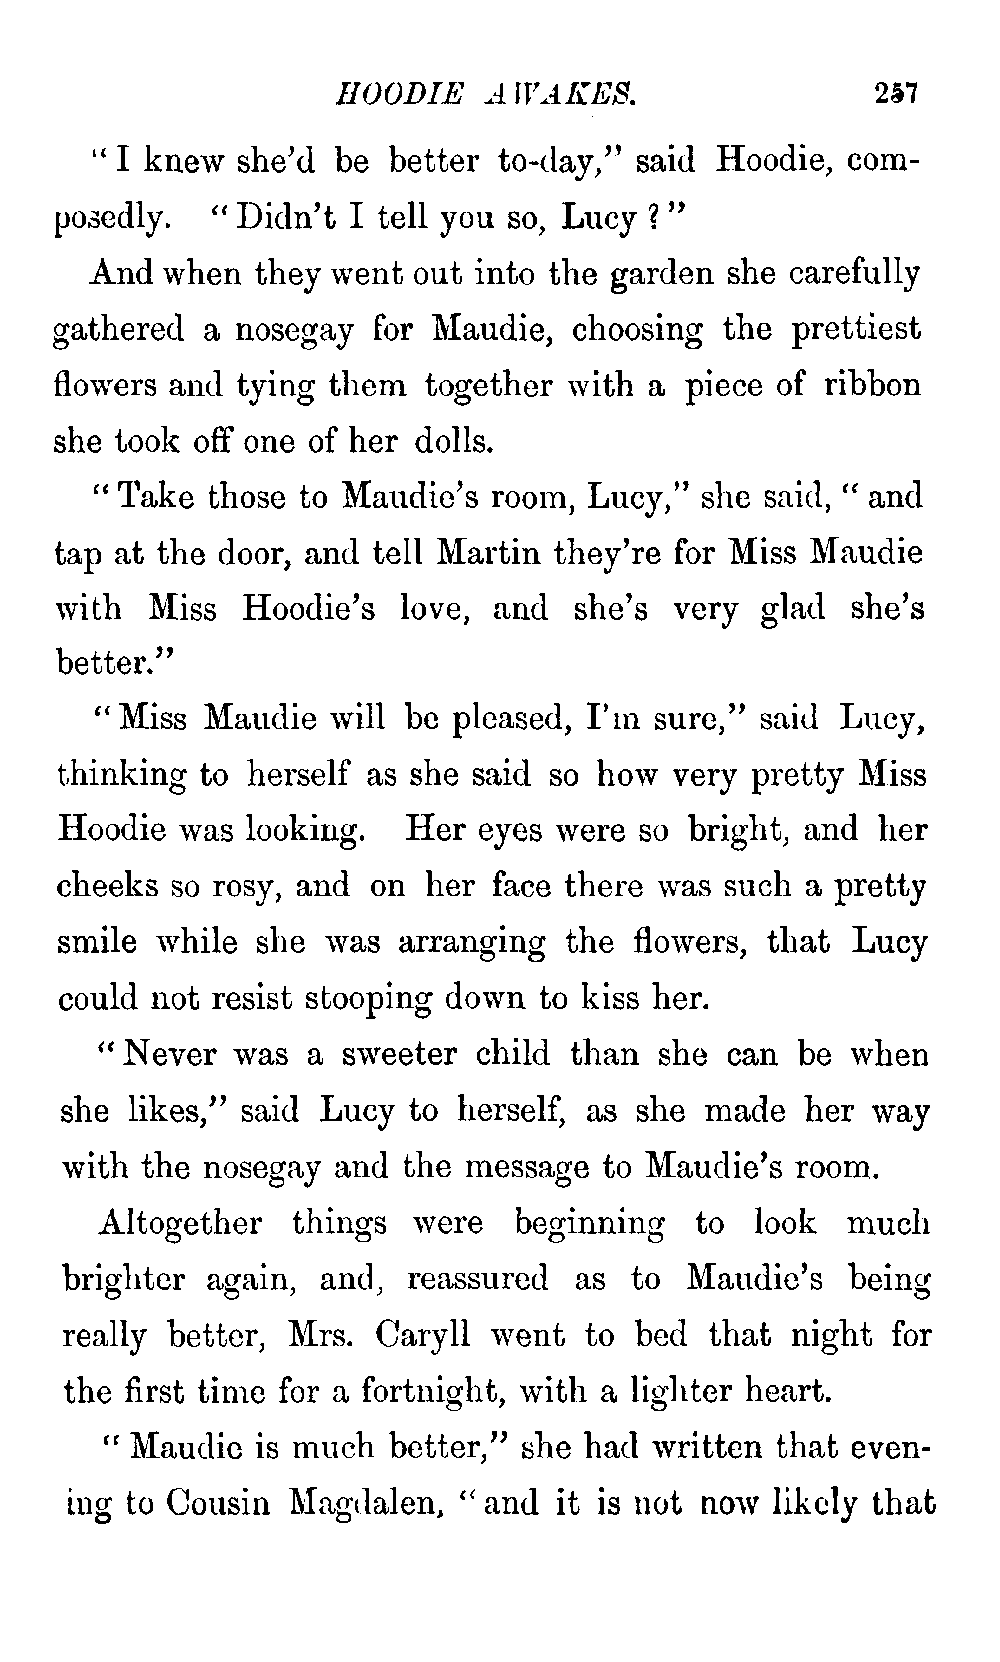 HOODIE AWAKES. 257
“I knew she’d be better to-day,” said Hoodie, com-
posedly. “Didn’t I tell you so, Lucy?”
And when they went out into the garden she carefully
gathered a nosegay for Maudie, choosing the prettiest
flowers and tying them together with a piece of ribbon
she took off one of her dolls.
“Take those to Maudie’s room, Lucy,” she said, “and
tap at the door, and tell Martin they’re for Miss Maudie
with Miss Hoodie’s love, and she’s very glad she’s
better.”
“Miss Maudie will be pleased, I’m sure,” said Lucy,
thinking to herself as she said so how very pretty Miss
Hoodie was looking. Her eyes were so bright, and her
cheeks so rosy, and on her face there was such a pretty
smile while she was arranging the flowers, that Lucy
could not resist stooping down to kiss her.
“Never was a sweeter child than she can be when
she likes,” said Lucy to herself, as she made her way
with the nosegay and the message to Maudie’s room.
Altogether things were beginning to look much
brighter again, and, reassured as to Maudie’s being
really better, Mrs. Caryll went to bed that night for
the first time for a fortnight, with a lighter heart.
“Maudie is much better,” she had written that even-
ing to Cousin Magdalen, “and it is not now likely that